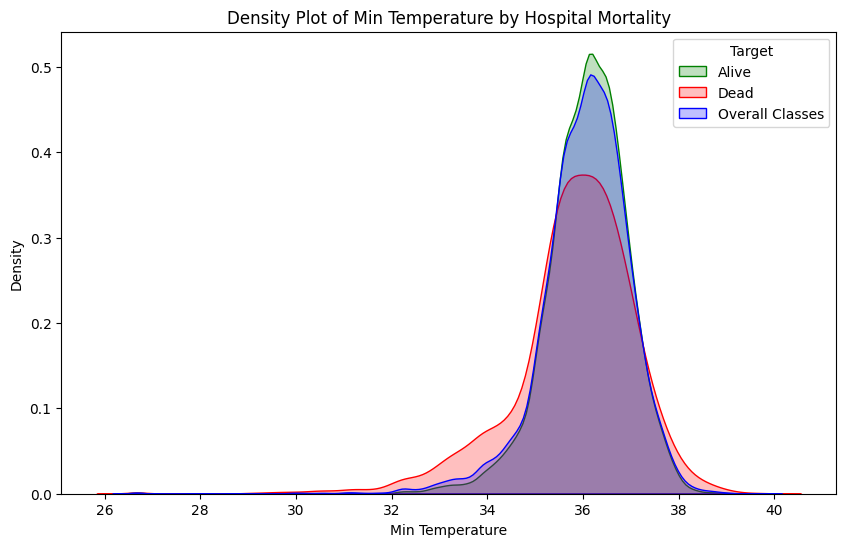 Density Plot of Min Temperature by Hospital Mortality
Target
Alive
Dead
Overall Classes
Density
0.5
0.4
0.3
0.2
0.1
0.0
26 28 30 32 34 36 38 40
Min Temperature